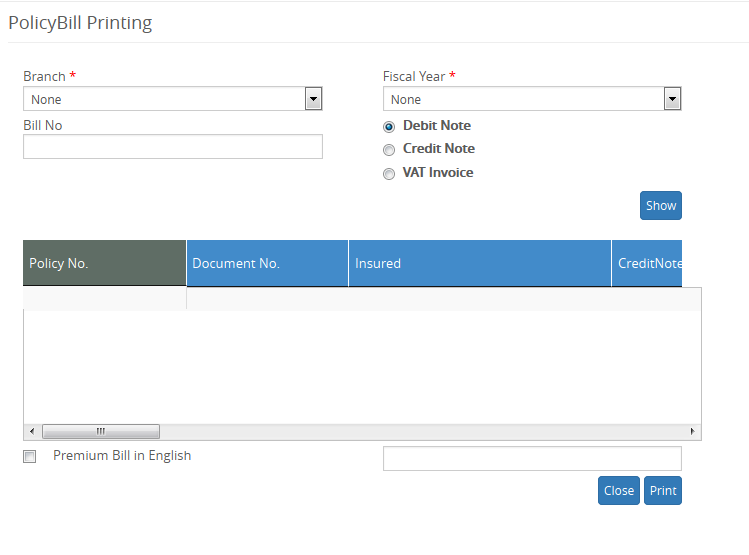 PolicyBill Printing
Branch *
Fiscal Year *
None
None
Bill No
Debit Note
Credit Note
VAT Invoice
Show
Policy No.
Document No.
Insured
CreditNote
Premium Bill in English
Close
Print